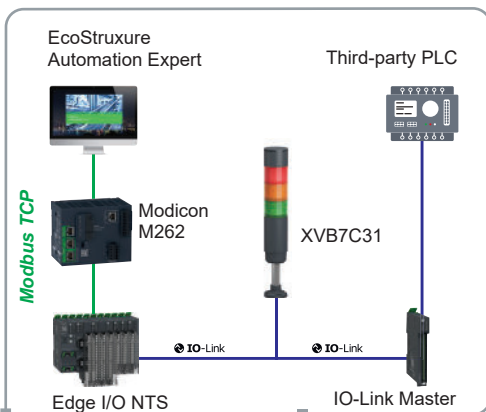 EcoStruxure
Automation Expert
Third-party PLC
Modbus TCP
Modicon
M262
XVB7C31
IO-Link
IO-Link
Edge I/O NTS
IO-Link Master